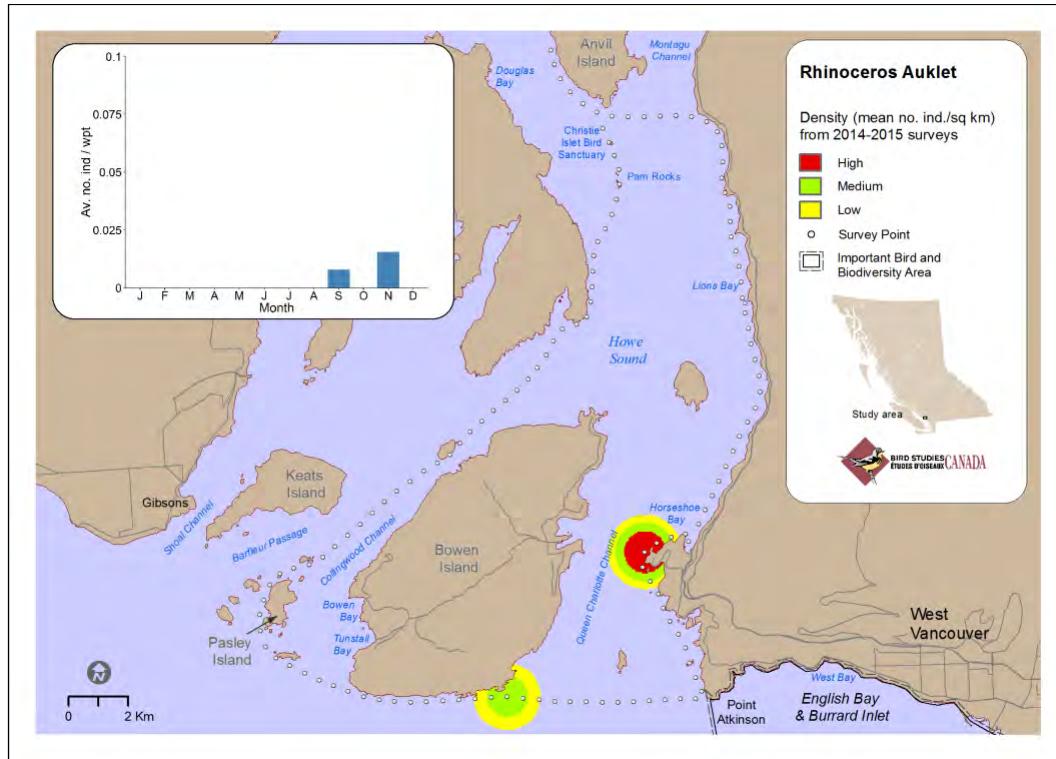 0.1
0.075
0.05
0.025
0
Av. no. ind / wpt
J F M A M J J A S O N D
Month
Anvil
Island
Montagu
Channel
Douglas
Bay
Christie
Islet Bird
Sanctuary
Pam Rocks
Lions Bay
Howe
Sound
Keats
Island
Gibsons
Shoal Channel
Barfleur Passage
Collingwood Channel
Bowen
Island
Horseshoe
Bay
Queen Charlotte Channel
Bowen
Bay
Tunstall
Bay
Pasley
Island
West
Vancouver
West Bay
Point
Atkinson
English Bay
& Burrard Inlet
N
0 2 Km
Rhinoceros Auklet
Density (mean no. ind./sq km)
from 2014-2015 surveys
High
Medium
Low
Survey Point
Important Bird and
Biodiversity Area
Study area
BIRD STUDIES
ÉTUDES D'OISEAUX CANADA